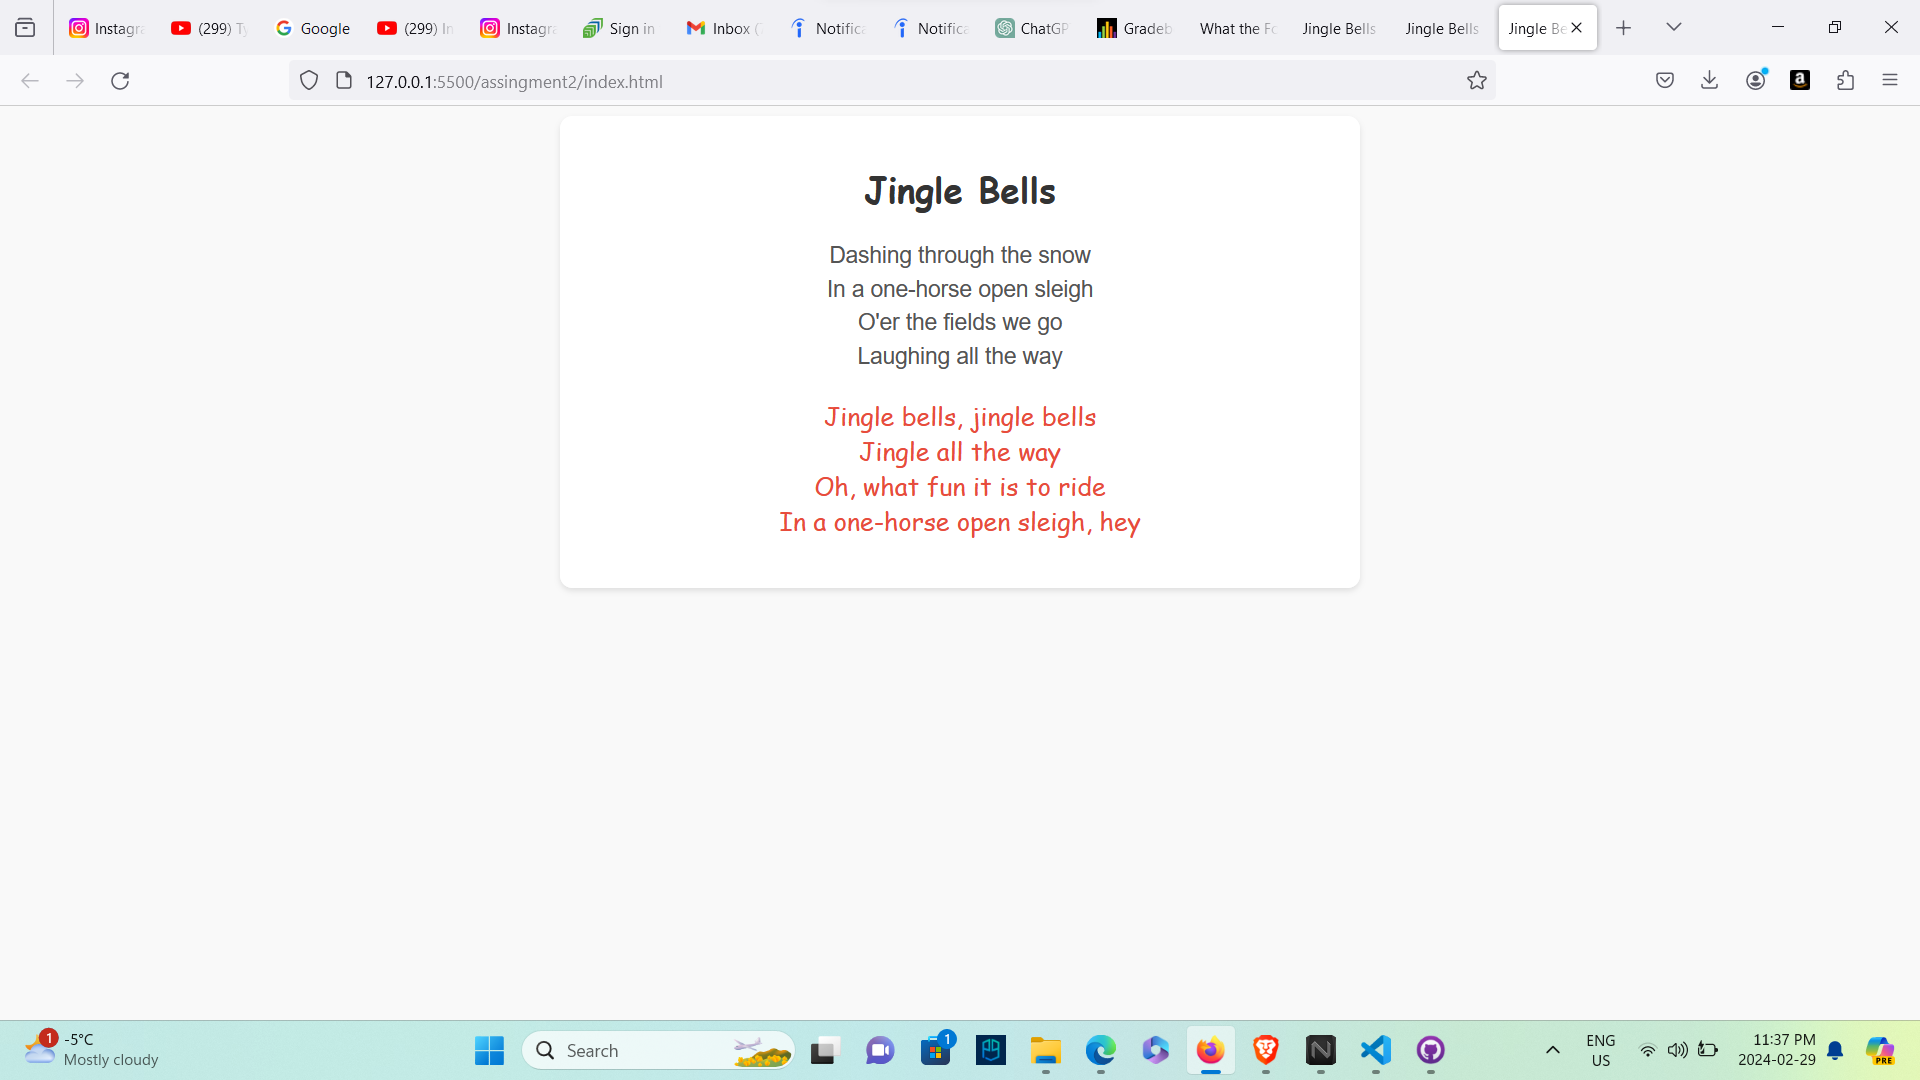 Instagra
(299) Ty
Google
(299) In
Instagra
Sign in
Inbox (
Notifica
Notifica
ChatGP
Gradeb
What the Fo
Jingle Bells
Jingle Bells
Jingle Be
127.0.0.1:5500/assingment2/index.html
Jingle Bells
Dashing through the snow
In a one-horse open sleigh
O'er the fields we go
Laughing all the way
Jingle bells, jingle bells
Jingle all the way
Oh, what fun it is to ride
In a one-horse open sleigh, hey
1
-5°C
Mostly cloudy
Search
1
ENG
US
11:37 PM
2024-02-29
PRE